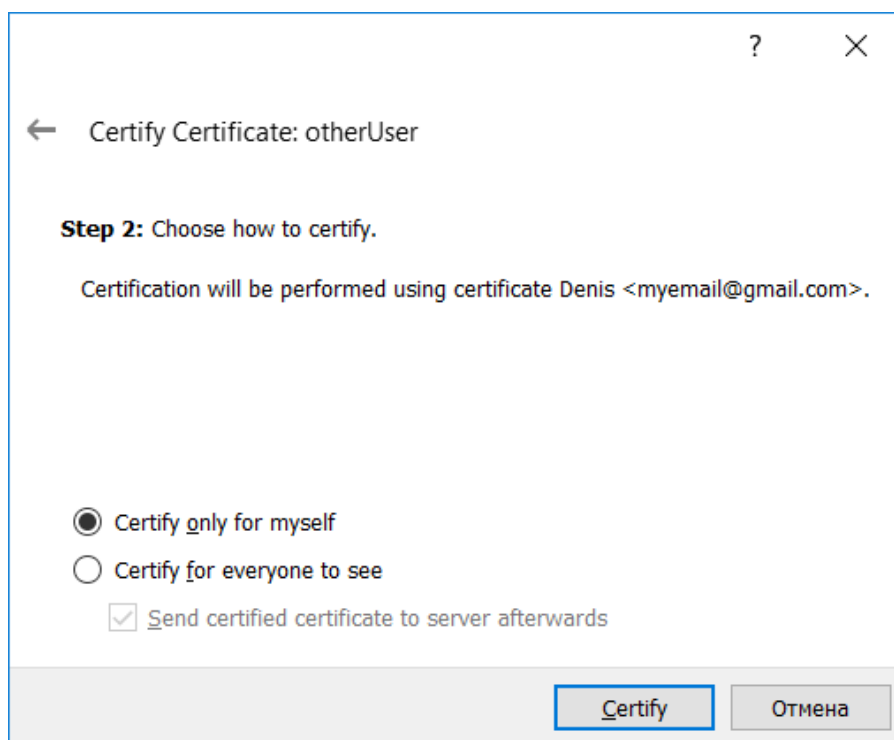 ?
Certify Certificate: otherUser
Step 2: Choose how to certify.
Certification will be performed using certificate Denis <myemail@gmail.com>.
Certify only for myself
Certify for everyone to see
Send certified certificate to server afterwards
Certify Отмена